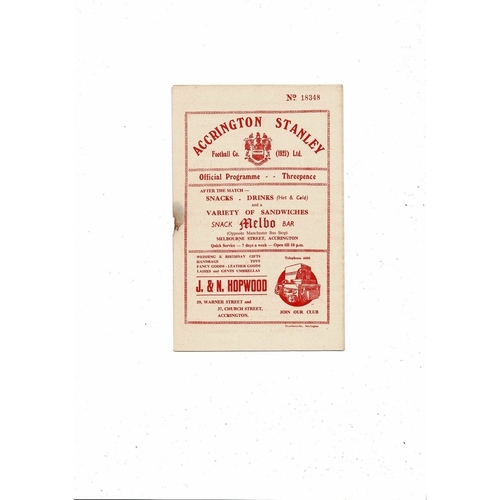 Nº 18348
ACCRINGTON STANLEY
Football Co. (1921) Ltd.
Official Programme - - Threepence
AFTER THE MATCH —
SNACKS . DRINKS (Hot & Cold)
and a
VARIETY OF SANDWICHES
SNACK Melbo BAR
(Opposite Manchester Bus Stop)
MELBOURNE STREET, ACCRINGTON
Quick Service — 7 days a week — Open till 10 p.m.
WEDDING & BIRTHDAY GIFTS
HANDBAGS TOYS
FANCY GOODS - LEATHER GOODS
LADIES and GENTS UMBRELLAS
J. & N. HOPWOOD
WARNER STREET and
37, CHURCH STREET,
ACCRINGTON.
Telephone
JOIN OUR CLUB